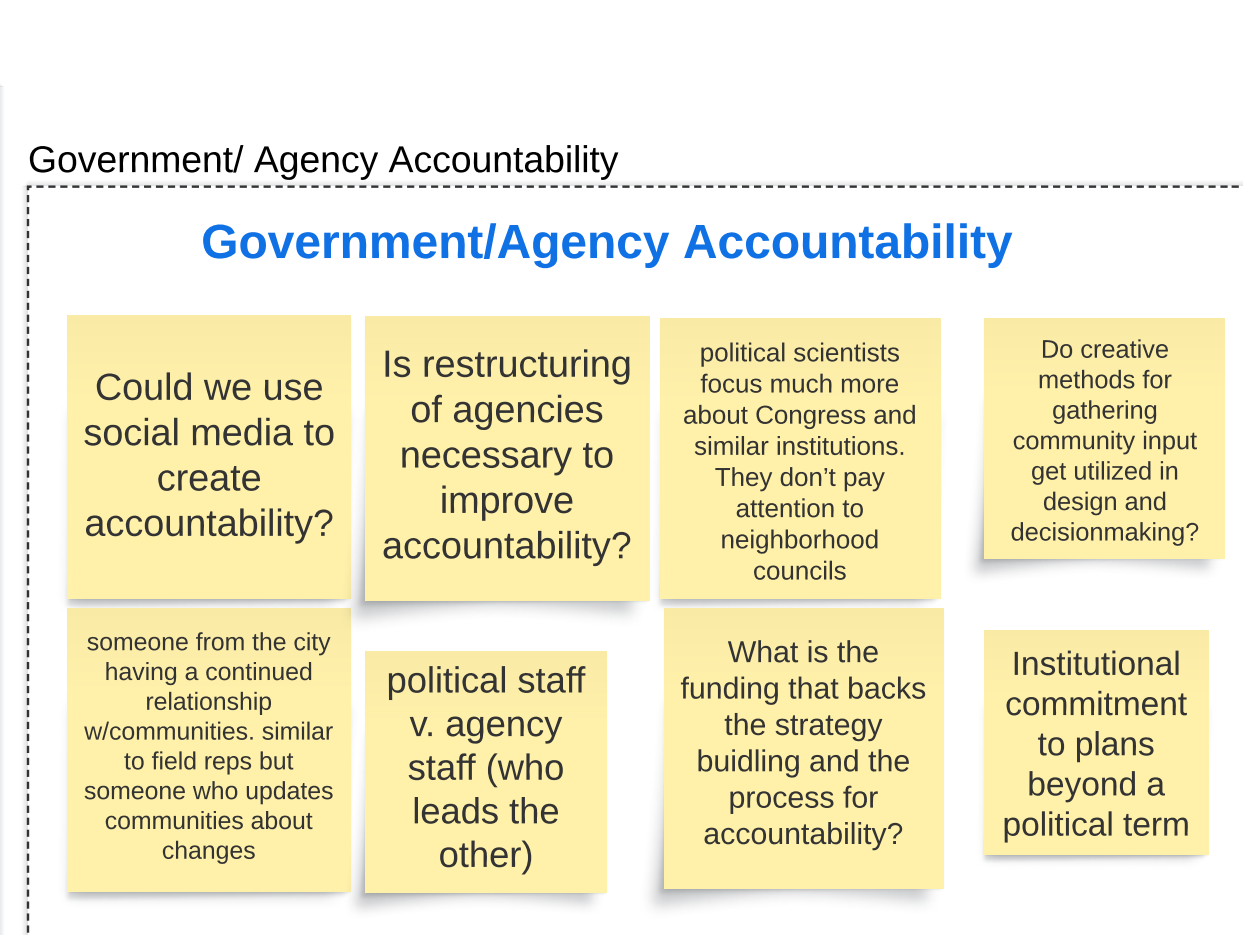 Government/ Agency Accountability
Government/Agency Accountability
Could we use
social media to
create
accountability?
Is restructuring
of agencies
necessary to
improve
accountability?
political scientists
focus much more
about Congress and
similar institutions.
They don’t pay
attention to
neighborhood
councils
Do creative
methods for
gathering
community input
get utilized in
design and
decisionmaking?
someone from the city
having a continued
relationship
w/communities. similar
to field reps but
someone who updates
communities about
changes
political staff
v. agency
staff (who
leads the
other)
What is the
funding that backs
the strategy
buidling and the
process for
accountability?
Institutional
commitment
to plans
beyond a
political term